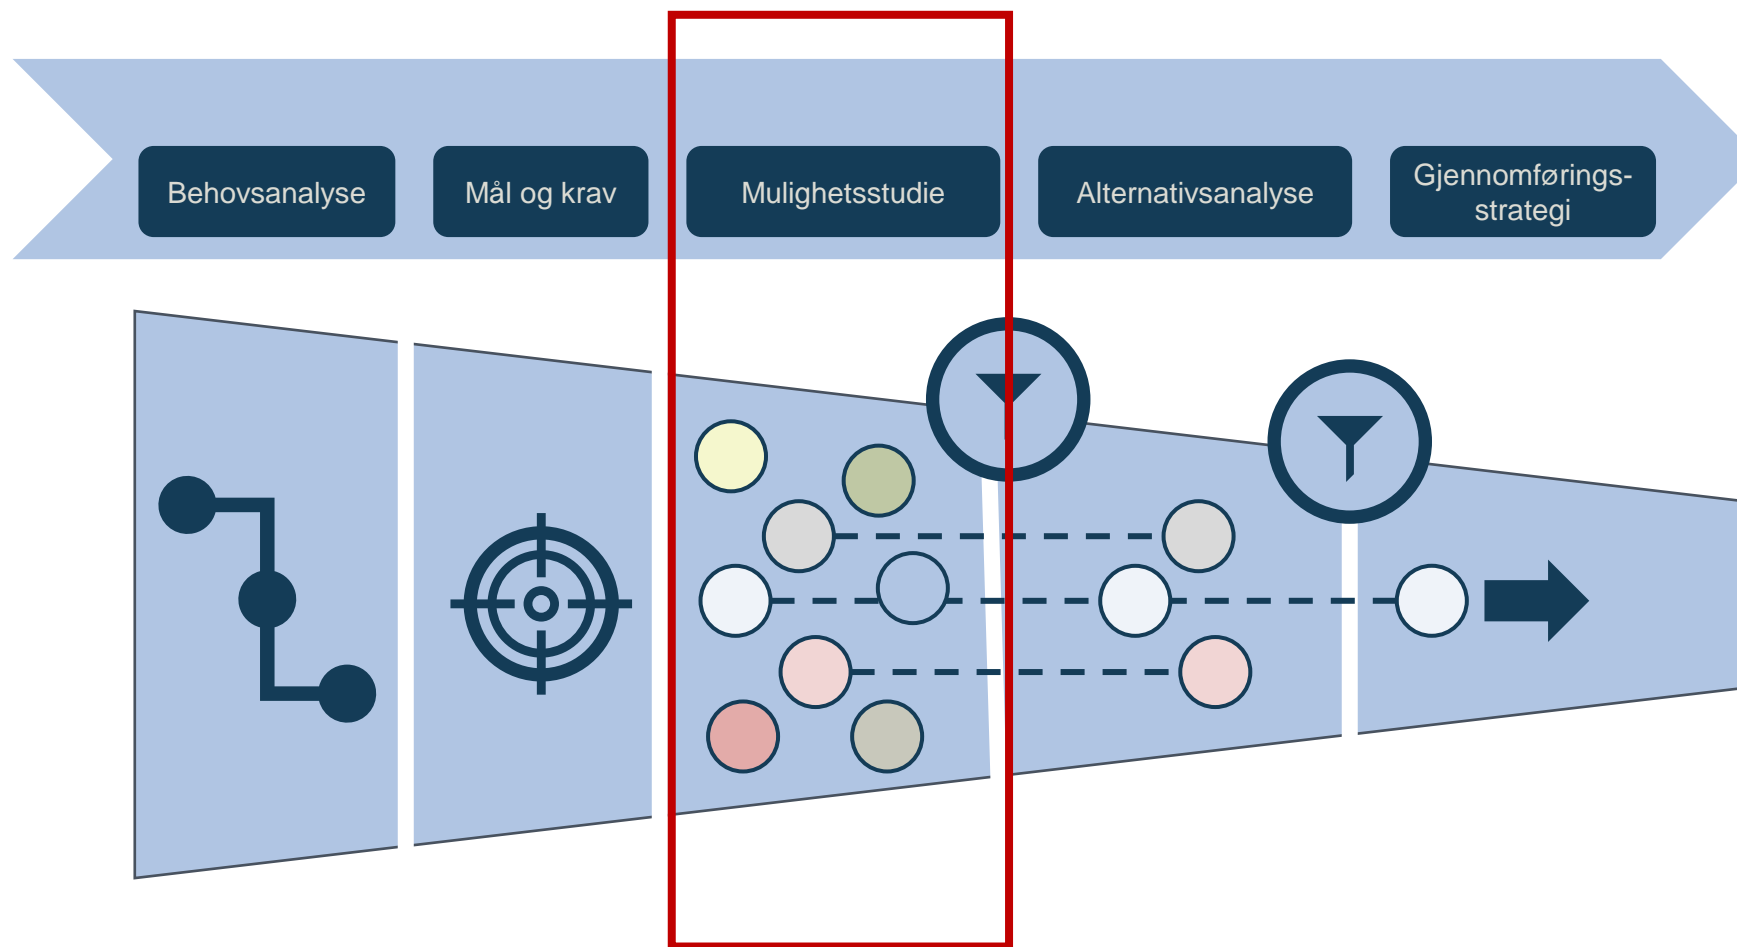 Behovsanalyse
Mål og krav
Mulighetsstudie
Alternativsanalyse
Gjennomførings-
strategi